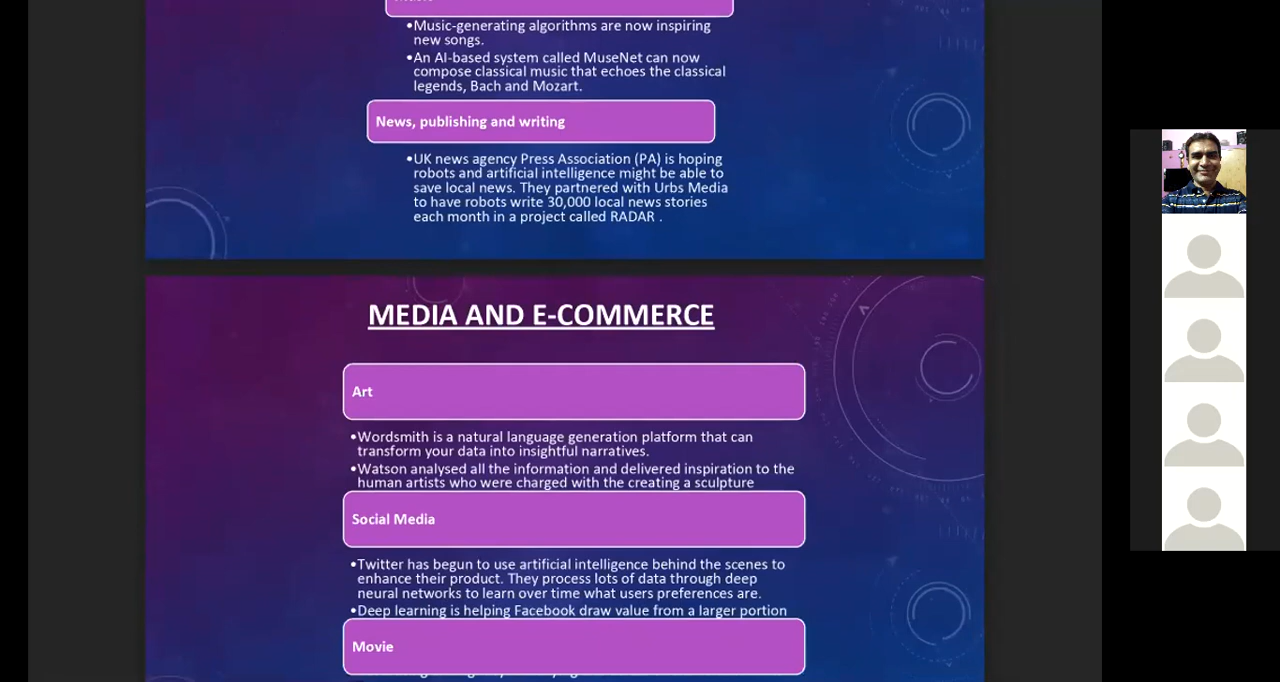 •Music-generating algorithms are now inspiring
new songs.
•An AI-based system called MuseNet can now
compose classical music that echoes the classical
legends, Bach and Mozart.
News, publishing and writing
•UK news agency Press Association (PA) is hoping
robots and artificial intelligence might be able to
save local news. They partnered with Urbs Media
to have robots write 30,000 local news stories
each month in a project called RADAR .
MEDIA AND E-COMMERCE
Art
•Wordsmith is a natural language generation platform that can
transform your data into insightful narratives.
•Watson analysed all the information and delivered inspiration to the
human artists who were charged with the creating a sculpture
Social Media
•Twitter has begun to use artificial intelligence behind the scenes to
enhance their product. They process lots of data through deep
neural networks to learn over time what users preferences are.
•Deep learning is helping Facebook draw value from a larger portion
Movie